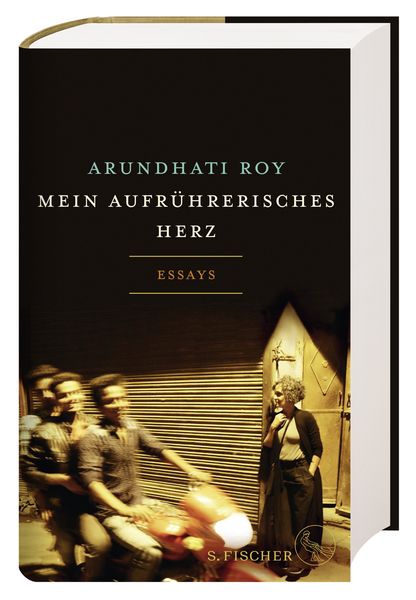 ARUNDHATI ROY
MEIN AUFRÜHRERISCHES
HERZ
ESSAYS
S. FISCHER